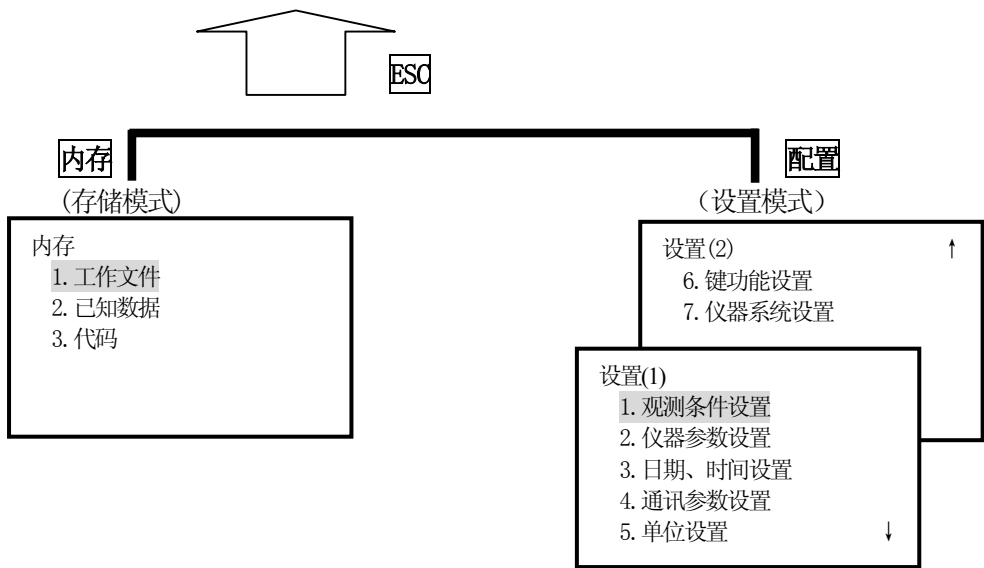 ESC
内存
(存储模式)
内存
1. 工作文件
2. 已知数据
3. 代码
配置
（设置模式）
设置(2) ↑
6. 键功能设置
7. 仪器系统设置
设置(1)
1. 观测条件设置
2. 仪器参数设置
3. 日期、时间设置
4. 通讯参数设置
5. 单位设置 ↓